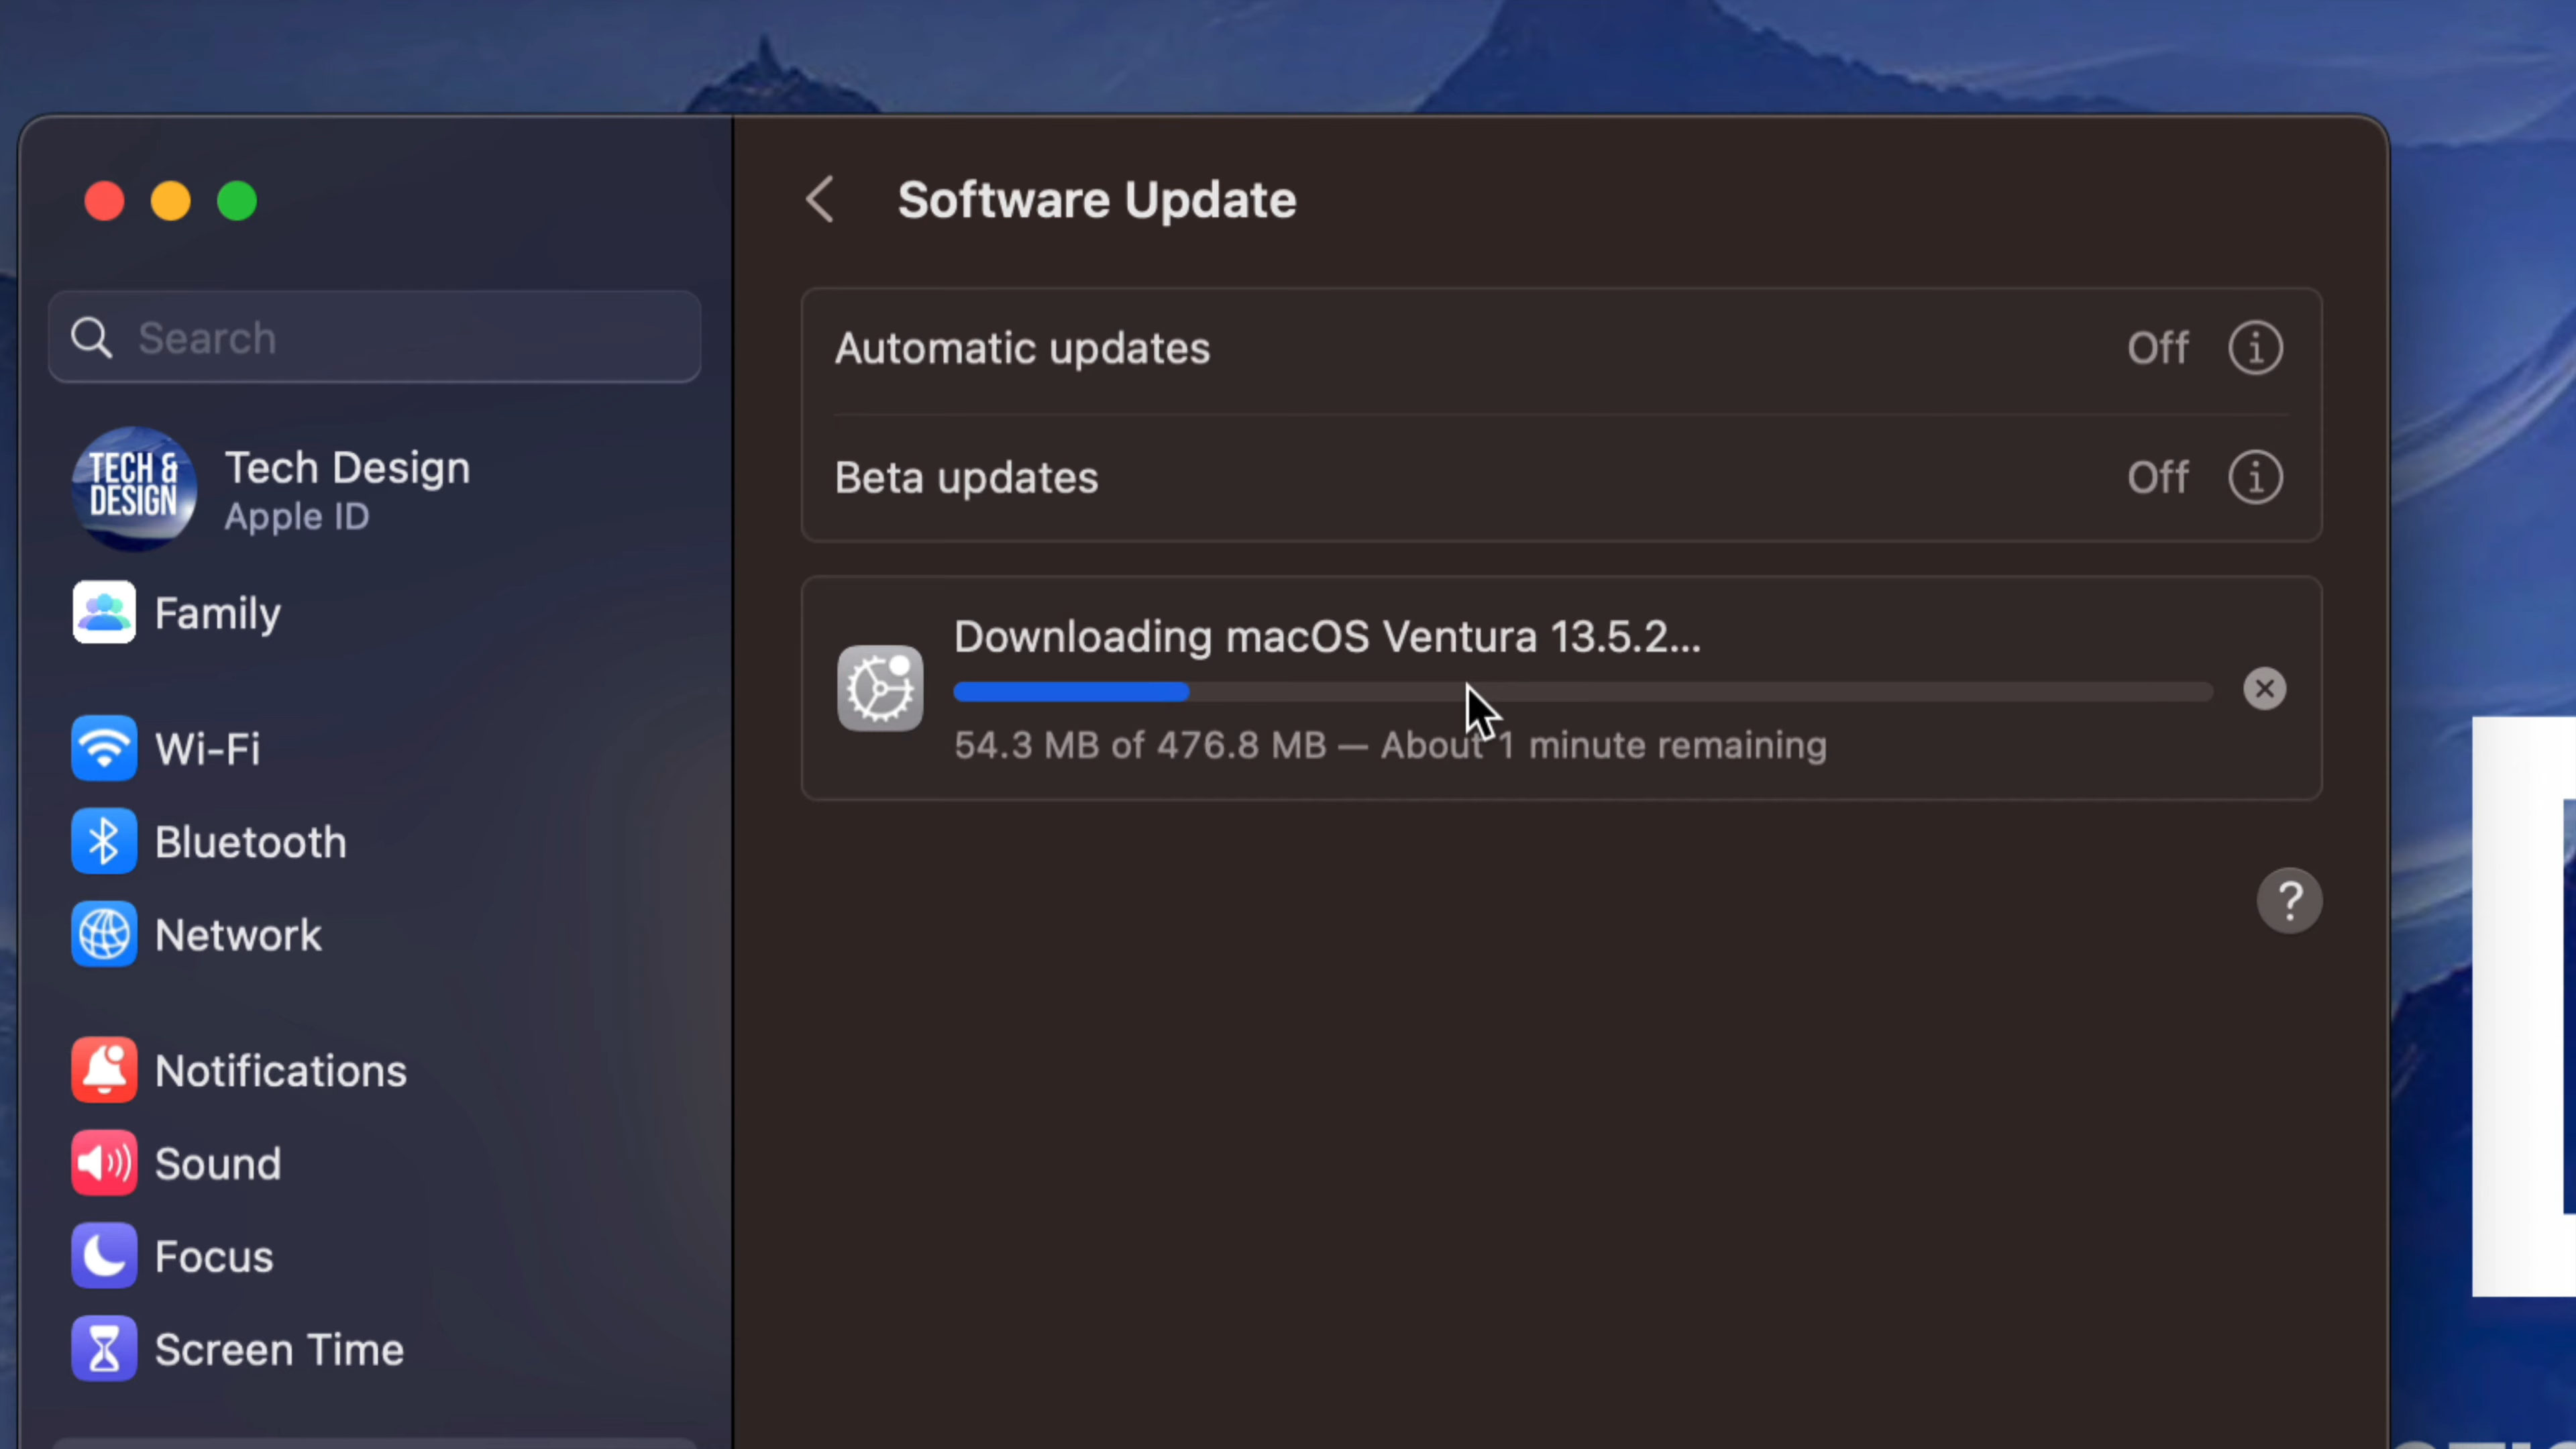 Software Update
Search
TECH &
DESIGN
Tech Design
Apple ID
Family
Wi-Fi
Bluetooth
Network
Notifications
Sound
Focus
Screen Time
Automatic updates Off
Beta updates Off
Downloading macOS Ventura 13.5.2...
54.3 MB of 476.8 MB — About 1 minute remaining
?